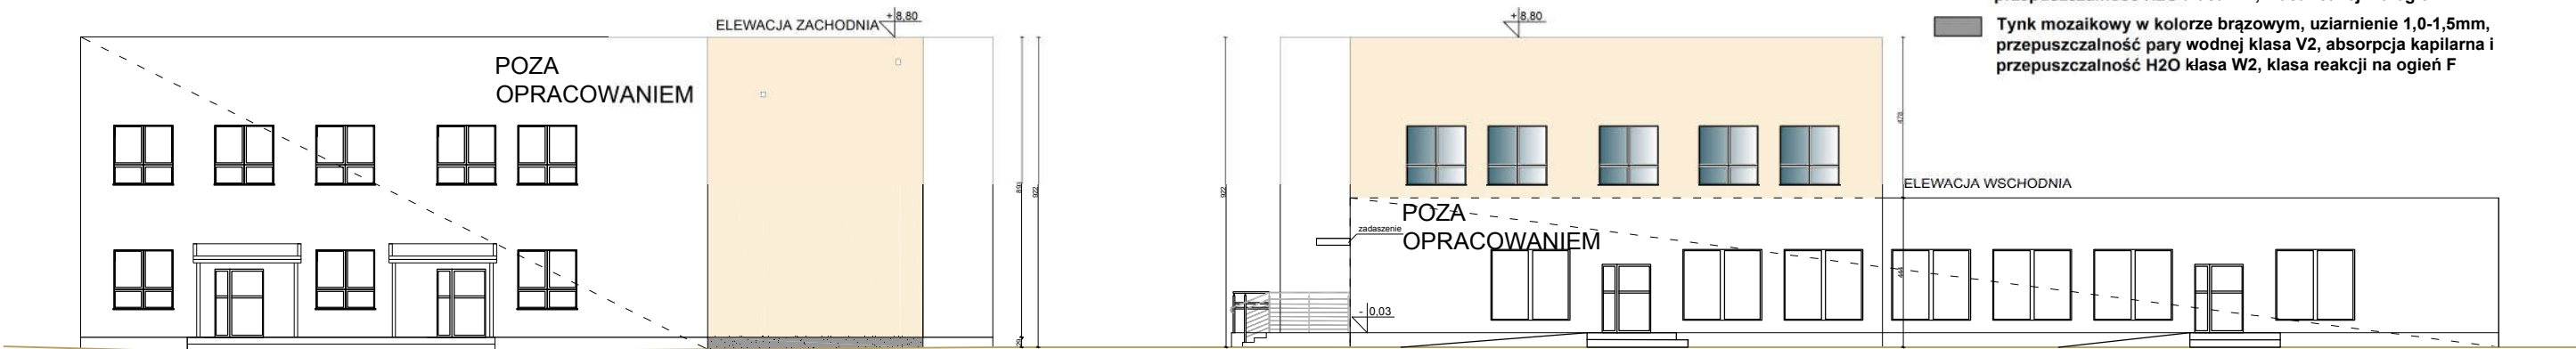 ELEWACJA ZACHODNIA
+8,80
POZA
OPRACOWANIEM
922
29
+8,80
922
478
ELEWACJA WSCHODNIA
POZA
OPRACOWANIEM
zadaszenie
- 0,03
Tynk mozaikowy w kolorze brązowym, uziarnienie 1,0-1,5mm,
przepuszczalność pary wodnej klasa V2, absorpcja kapilarna i
przepuszczalność H2O klasa W2, klasa reakcji na ogień F